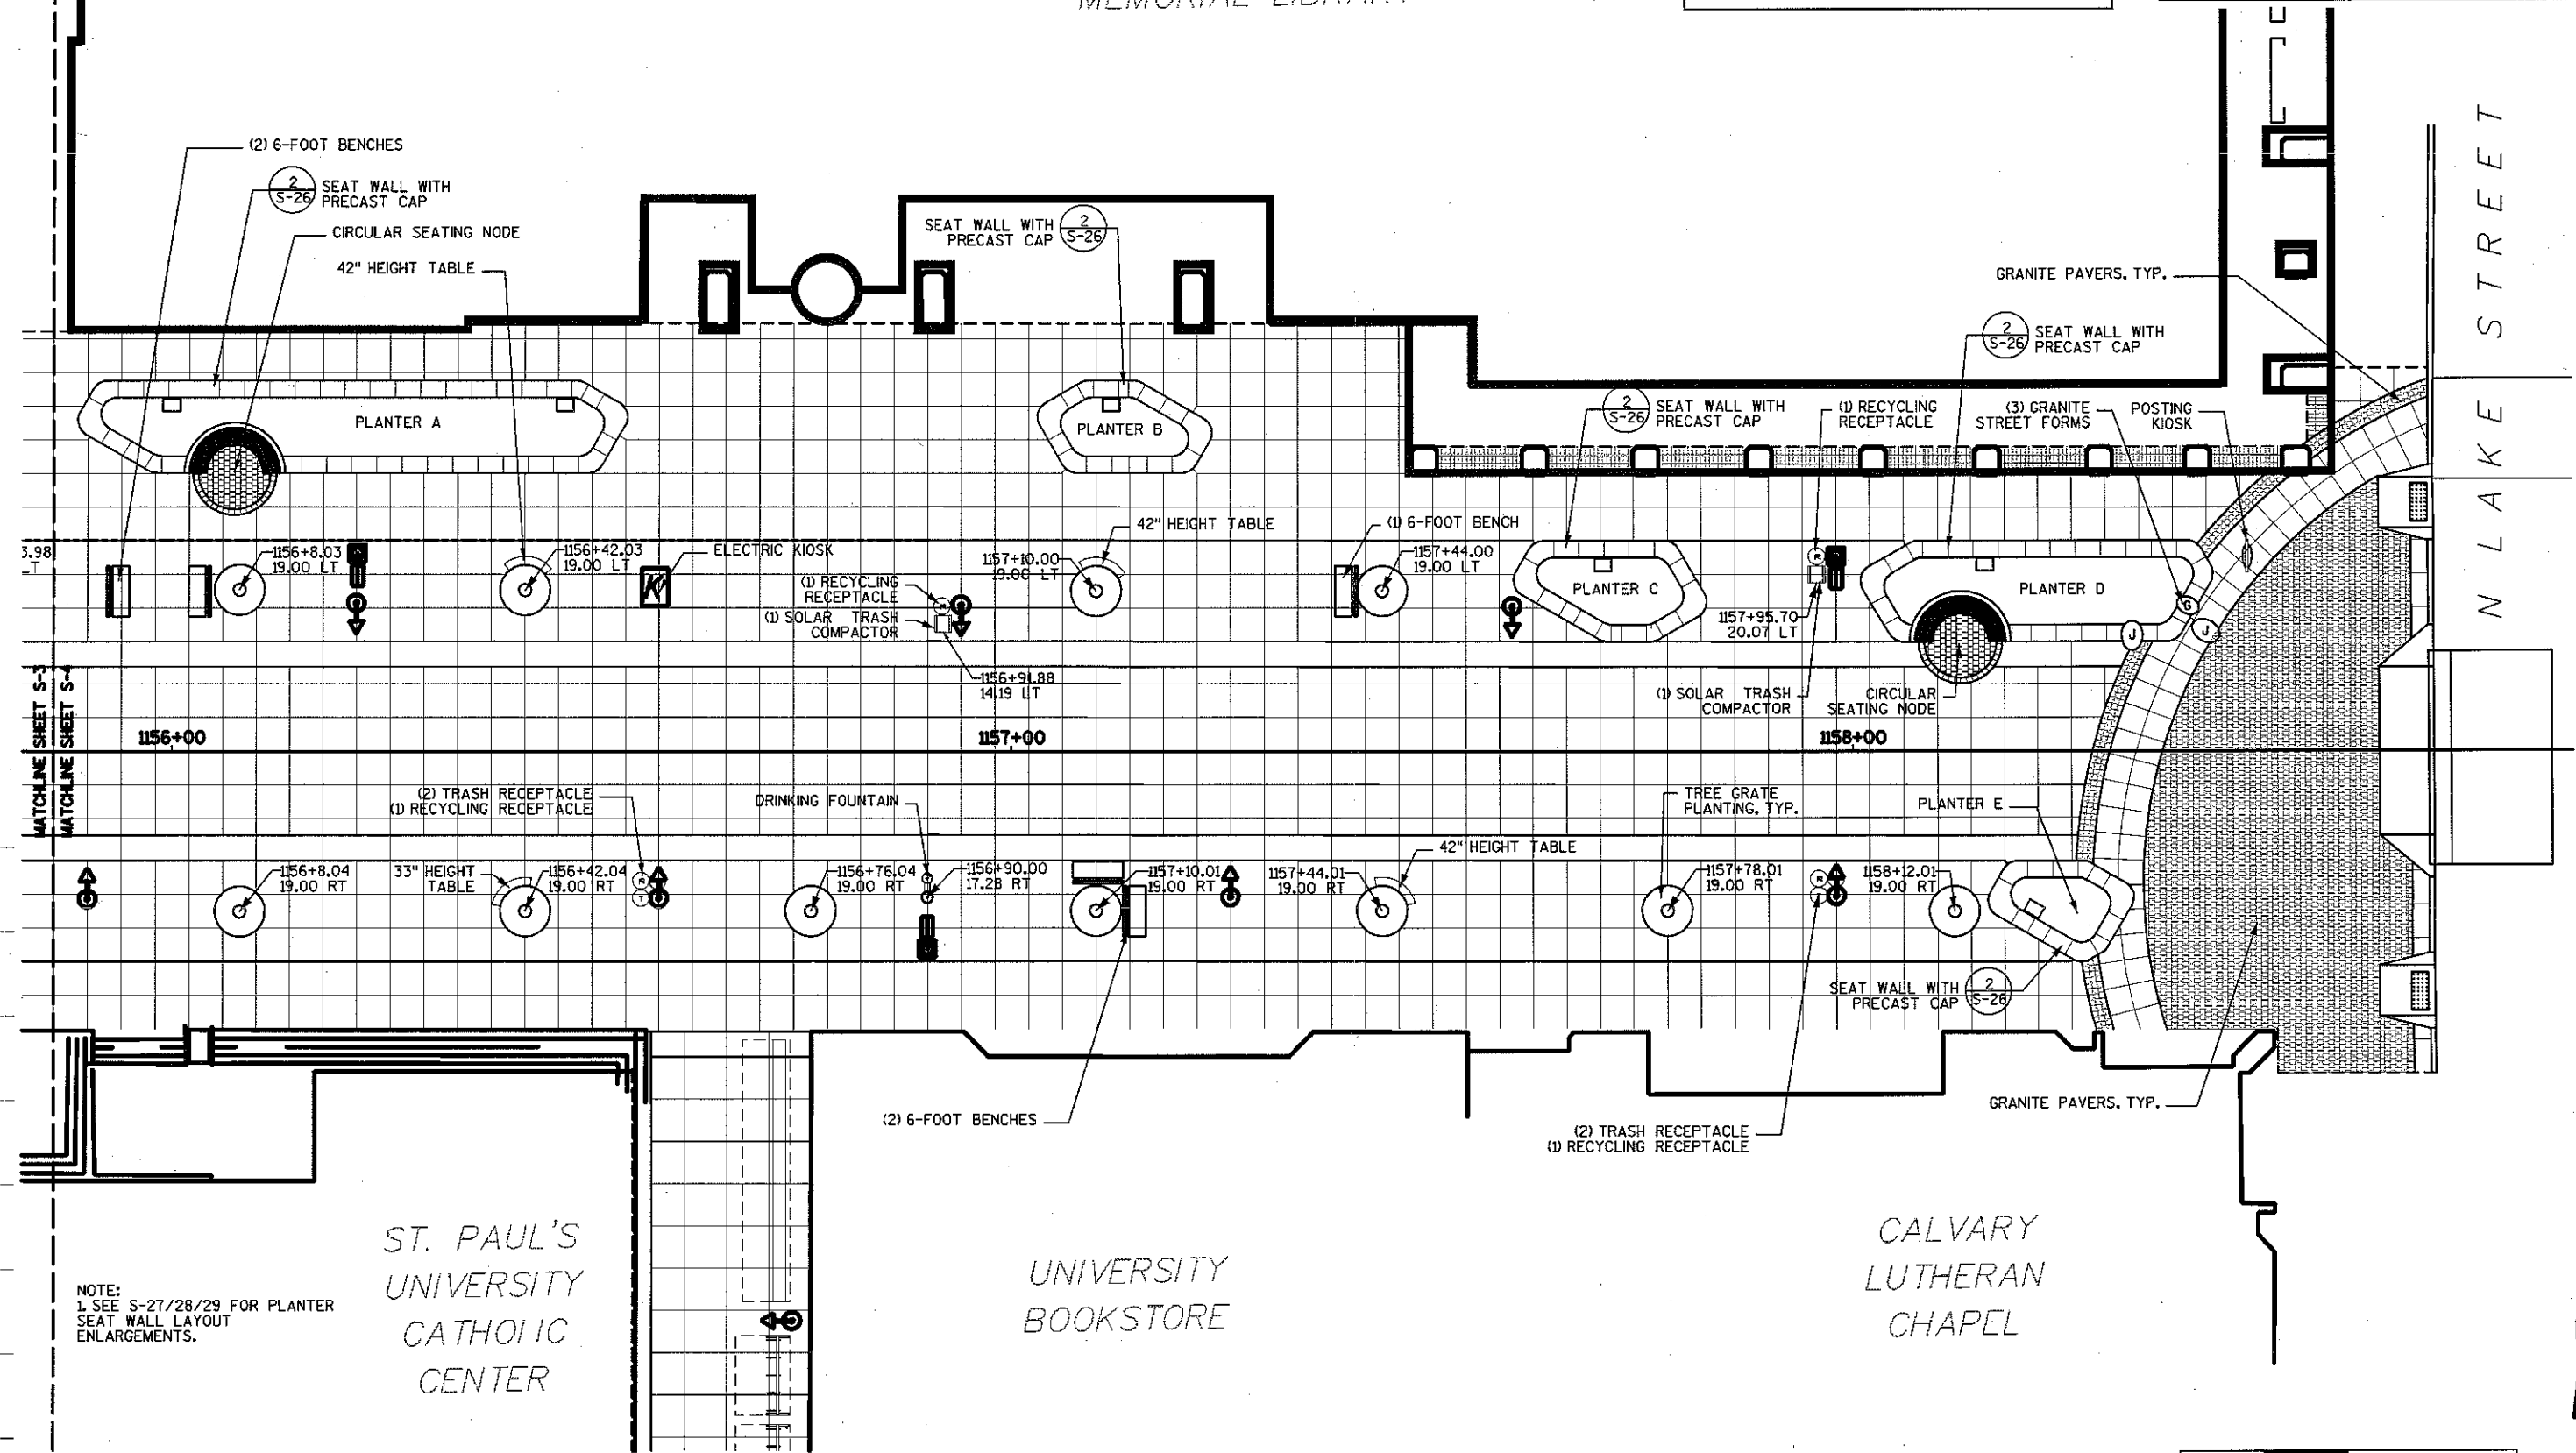 MEMORIAL LIBRARY
(2) 6-FOOT BENCHES
2
S-26
SEAT WALL WITH
PRECAST CAP
CIRCULAR SEATING NODE
42" HEIGHT TABLE
SEAT WALL WITH
PRECAST CAP
2
S-26
GRANITE PAVERS, TYP.
2
S-26
SEAT WALL WITH
PRECAST CAP
2
S-26
SEAT WALL WITH
PRECAST CAP
(1) RECYCLING
RECEPTACLE
(3) GRANITE
STREET FORMS
POSTING
KIOSK
N LAKE STREET
PLANTER A
PLANTER B
42" HEIGHT TABLE
(1) 6-FOOT BENCH
3.98
LT
1156+8.03
19.00 LT
1156+42.03
19.00 LT
ELECTRIC KIOSK
1157+10.00
19.00 LT
1157+44.00
19.00 LT
(1) RECYCLING
RECEPTACLE
(1) SOLAR TRASH
COMPACTOR
PLANTER C
PLANTER D
R
R
G
J
J
1157+95.70
20.07 LT
1156+91.88
14.19 LT
(1) SOLAR TRASH
COMPACTOR
CIRCULAR
SEATING NODE
MATCHLINE SHEET S-3
MATCHLINE SHEET S-4
1156+00
1157+00
1158+00
(2) TRASH RECEPTACLE
(1) RECYCLING RECEPTACLE
DRINKING FOUNTAIN
TREE GRATE
PLANTING, TYP.
PLANTER E
42" HEIGHT TABLE
1156+8.04
19.00 RT
33" HEIGHT
TABLE
1156+42.04
19.00 RT
R
T
1156+76.04
19.00 RT
1156+90.00
17.28 RT
1157+10.01
19.00 RT
1157+44.01
19.00 RT
1157+78.01
19.00 RT
R
1158+12.01
19.00 RT
SEAT WALL WITH
PRECAST CAP
2
S-26
(2) 6-FOOT BENCHES
(2) TRASH RECEPTACLE
(1) RECYCLING RECEPTACLE
GRANITE PAVERS, TYP.
ST. PAUL'S
UNIVERSITY
CATHOLIC
CENTER
UNIVERSITY
BOOKSTORE
CALVARY
LUTHERAN
CHAPEL
NOTE:
1. SEE S-27/28/29 FOR PLANTER
SEAT WALL LAYOUT
ENLARGEMENTS.